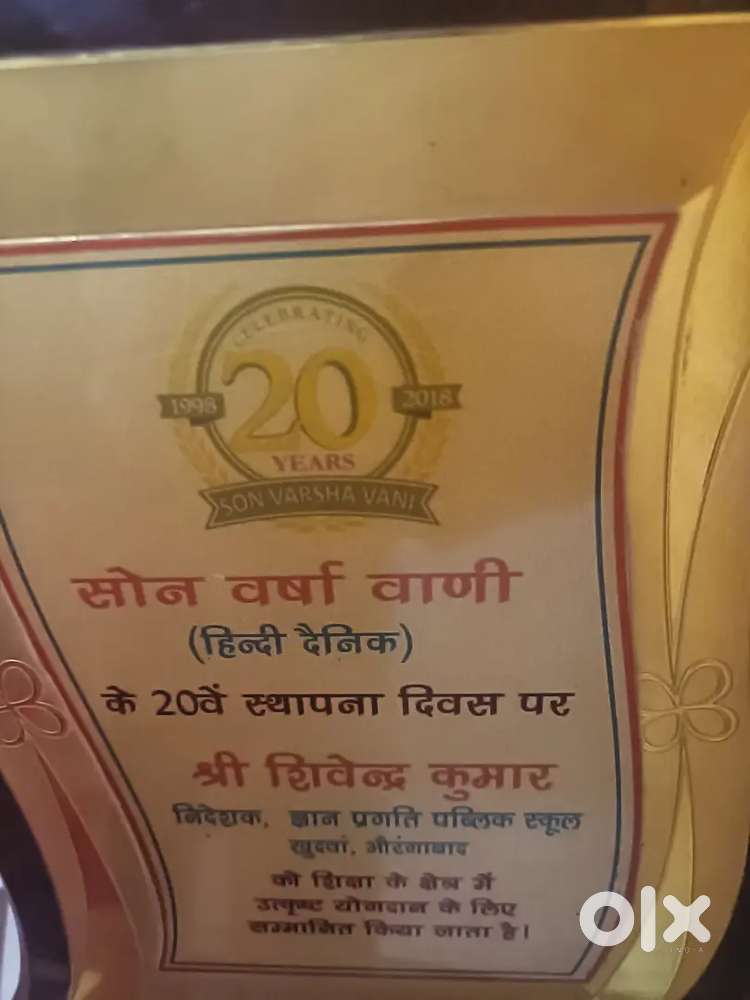 CELEBRATING
1998 20 2018
YEARS
SON VARSHA VANI
सोन वर्षा वाणी
(हिन्दी दैनिक)
के 20वें स्थापना दिवस पर
श्री शिवेन्द्र कुमार
निदेशक, ज्ञान प्रगति पब्लिक स्कूल
खुदवां, औरंगाबाद
को शिक्षा के क्षेत्र में
उत्कृष्ट योगदान के लिए
सम्मानित किया जाता है।
olx
INDIA